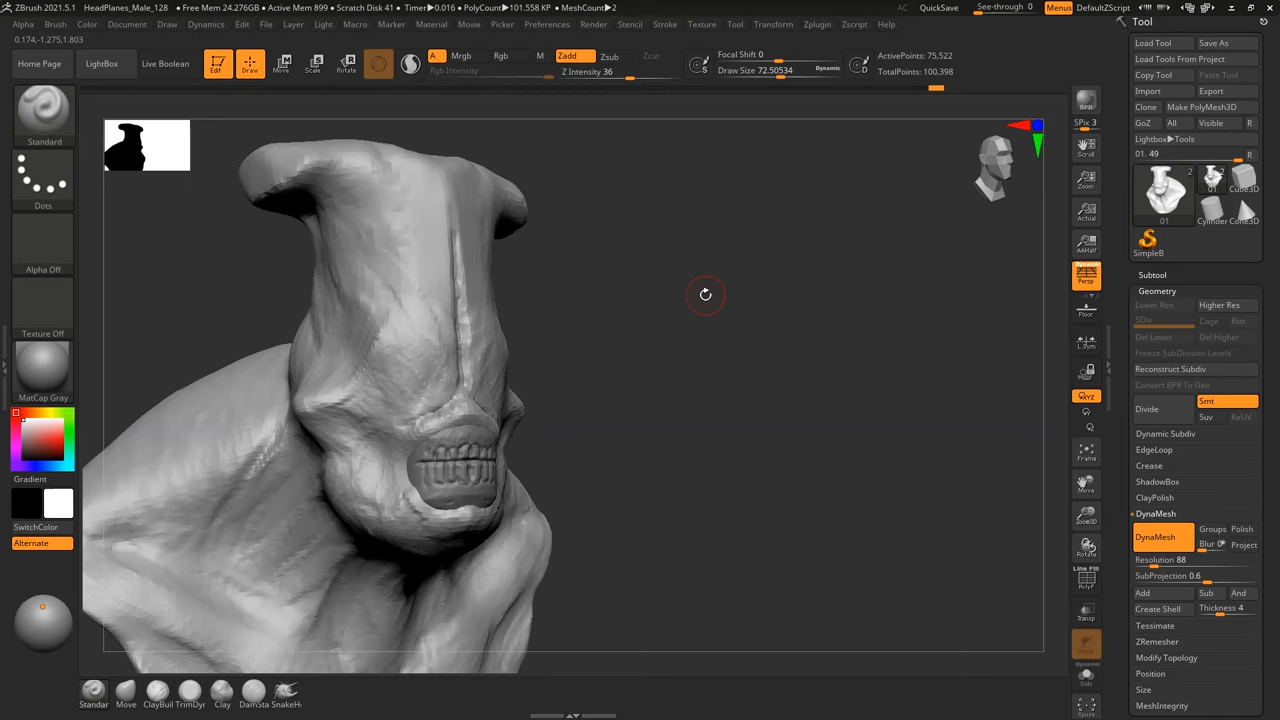 ZBrush 2021.5.1
HeadPlanes_Male_128
• Free Mem 24.276GB • Active Mem 899 • Scratch Disk 41 • Timer▶0.016 • PolyCount▶101.558 KP • MeshCount▶2
AC
QuickSave
See-through 0
Menus
DefaultZScript
Alpha
Brush
Color
Document
Draw
Dynamics
Edit
File
Layer
Light
Macro
Marker
Material
Movie
Picker
Preferences
Render
Stencil
Stroke
Texture
Tool
Transform
Zplugin
Zscript
Help
0.174,-1.275,1.803
Home Page
LightBox
Live Boolean
Edit
Draw
Move
Scale
Rotate
A
Mrgb
Rgb
M
Rgb Intensity
Zadd
Zsub
Zcut
Z Intensity 36
S
Focal Shift 0
Draw Size 72.50534
Dynamic
D
ActivePoints: 75,522
TotalPoints: 100,398
Standard
Dots
Alpha Off
Texture Off
MatCap Gray
Gradient
SwitchColor
Alternate
Standar
Move
ClayBuil
TrimDyr
Clay
DamSta
SnakeH
BPR
SPix 3
Scroll
Zoom
Actual
AAHalf
Dynamic
Persp
Floor
L.Sym
XYZ
Frame
Move
Zoom3D
Rotate
Line Fill
PolyF
Transp
Ghost
Dynamic
Solo
Xpose
Tool
Load Tool
Save As
Load Tools From Project
Copy Tool
Paste Tool
Import
Export
Clone
Make PolyMesh3D
GoZ
All
Visible
R
Lightbox▶Tools
01. 49
R
2
01
2
01
Cube3D
Cylinder
Cone3D
SimpleB
Subtool
Geometry
Lower Res
Higher Res
SDiv
Cage
Rstr
Del Lower
Del Higher
Freeze SubDivision Levels
Reconstruct Subdiv
Convert BPR To Geo
Divide
Smt
Suv
ReUV
Dynamic Subdiv
EdgeLoop
Crease
ShadowBox
ClayPolish
DynaMesh
DynaMesh
Groups
Polish
Blur 0
Project
Resolution 88
SubProjection 0.6
Add
Sub
And
Create Shell
Thickness 4
Tessimate
ZRemesher
Modify Topology
Position
Size
MeshIntegrity